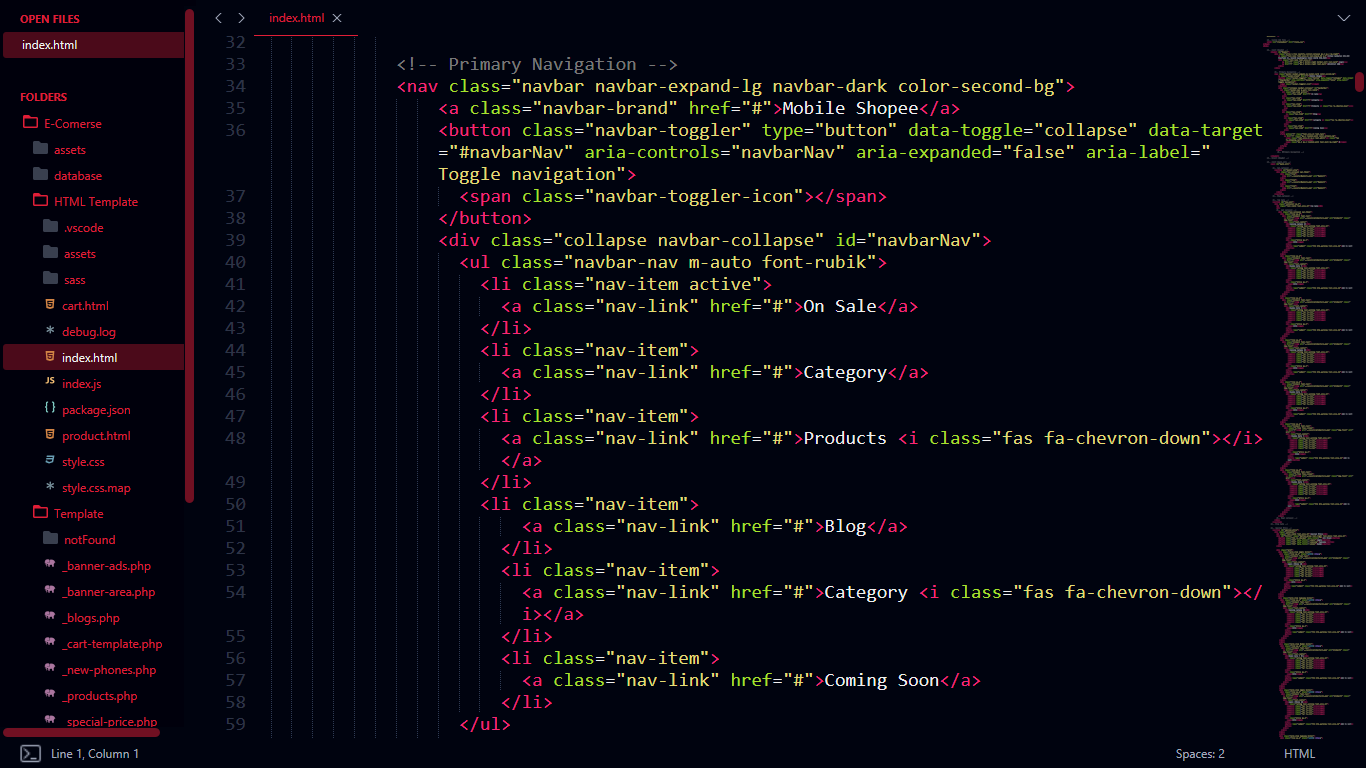 OPEN FILES
index.html
FOLDERS
E-Comerse
assets
database
HTML Template
.vscode
assets
sass
cart.html
debug.log
index.html
JS index.js
{} package.json
product.html
style.css
style.css.map
Template
notFound
_banner-ads.php
_banner-area.php
_blogs.php
_cart-template.php
_new-phones.php
_products.php
_special-price.php
index.html
32
33 <!-- Primary Navigation -->
34 <nav class="navbar navbar-expand-lg navbar-dark color-second-bg">
35 <a class="navbar-brand" href="#">Mobile Shopee</a>
36 <button class="navbar-toggler" type="button" data-toggle="collapse" data-target
="#navbarNav" aria-controls="navbarNav" aria-expanded="false" aria-label="
Toggle navigation">
37 <span class="navbar-toggler-icon"></span>
38 </button>
39 <div class="collapse navbar-collapse" id="navbarNav">
40 <ul class="navbar-nav m-auto font-rubik">
41 <li class="nav-item active">
42 <a class="nav-link" href="#">On Sale</a>
43 </li>
44 <li class="nav-item">
45 <a class="nav-link" href="#">Category</a>
46 </li>
47 <li class="nav-item">
48 <a class="nav-link" href="#">Products <i class="fas fa-chevron-down"></i>
</a>
49 </li>
50 <li class="nav-item">
51 <a class="nav-link" href="#">Blog</a>
52 </li>
53 <li class="nav-item">
54 <a class="nav-link" href="#">Category <i class="fas fa-chevron-down"></
i></a>
55 </li>
56 <li class="nav-item">
57 <a class="nav-link" href="#">Coming Soon</a>
58 </li>
59 </ul>
Line 1, Column 1
Spaces: 2
HTML